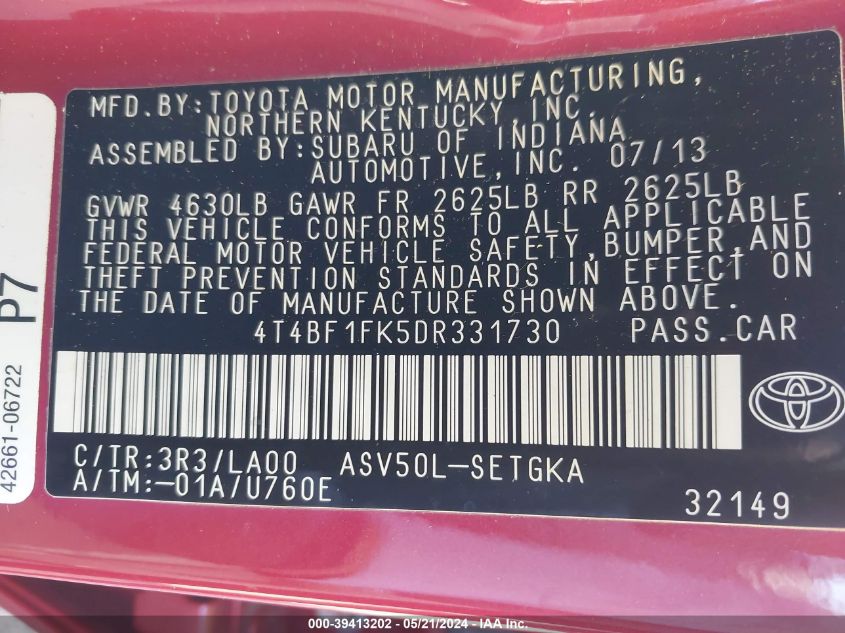 MFD.BY:TOYOTA MOTOR MANUFACTURING,
NORTHERN KENTUCKY,INC.
ASSEMBLED BY:SUBARU OF INDIANA
AUTOMOTIVE,INC. 07/13
GVWR 4630LB GAWR FR 2625LB RR 2625LB
THIS VEHICLE CONFORMS TO ALL APPLICABLE
FEDERAL MOTOR VEHICLE SAFETY,BUMPER,AND
THEFT PREVENTION STANDARDS IN EFFECT ON
THE DATE OF MANUFACTURE SHOWN ABOVE.
4T4BF1FK5DR331730 PASS.CAR
C/TR:3R3/LA00 ASV50L-SETGKA
A/TM:-01A/U760E
32149
P7
42661-06722
000-39413202 - 05/21/2024 - IAA Inc.